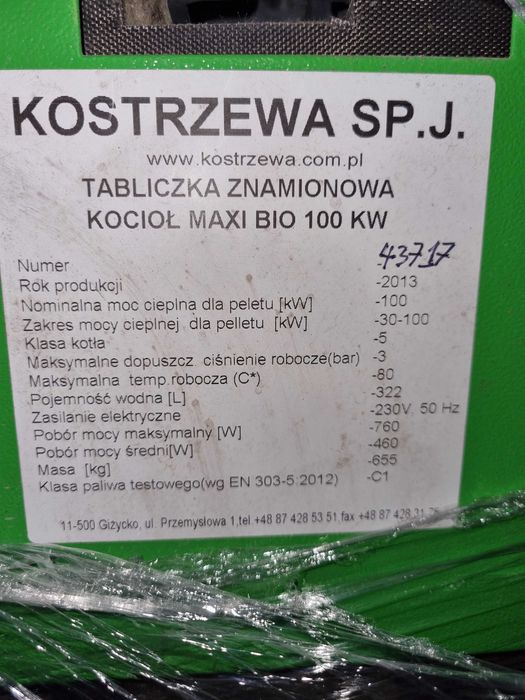 KOSTRZEWA SP.J.
www.kostrzewa.com.pl
TABLICZKA ZNAMIONOWA
KOCIOŁ MAXI BIO 100 KW
Numer 43717
Rok produkcji -2013
Nominalna moc cieplna dla peletu [kW] -100
Zakres mocy cieplnej dla pelletu [kW] -30-100
Klasa kotła -5
Maksymalne dopuszcz. ciśnienie robocze(bar) -3
Maksymalna temp.robocza (C*) -80
Pojemność wodna [L] -322
Zasilanie elektryczne -230V 50 Hz
Pobór mocy maksymalny [W] -760
Pobór mocy średni[W] -460
Masa [kg] -655
Klasa paliwa testowego(wg EN 303-5:2012) -C1
11-500 Giżycko, ul. Przemysłowa 1,tel +48 87 428 53 51,fax +48 87 428 31